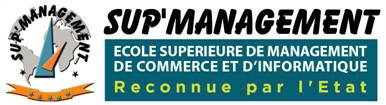 SUP'MANAGEMENT
SUP'MANAGEMENT
ECOLE SUPERIEURE DE MANAGEMENT
DE COMMERCE ET D'INFORMATIQUE
Reconnue par l'Etat